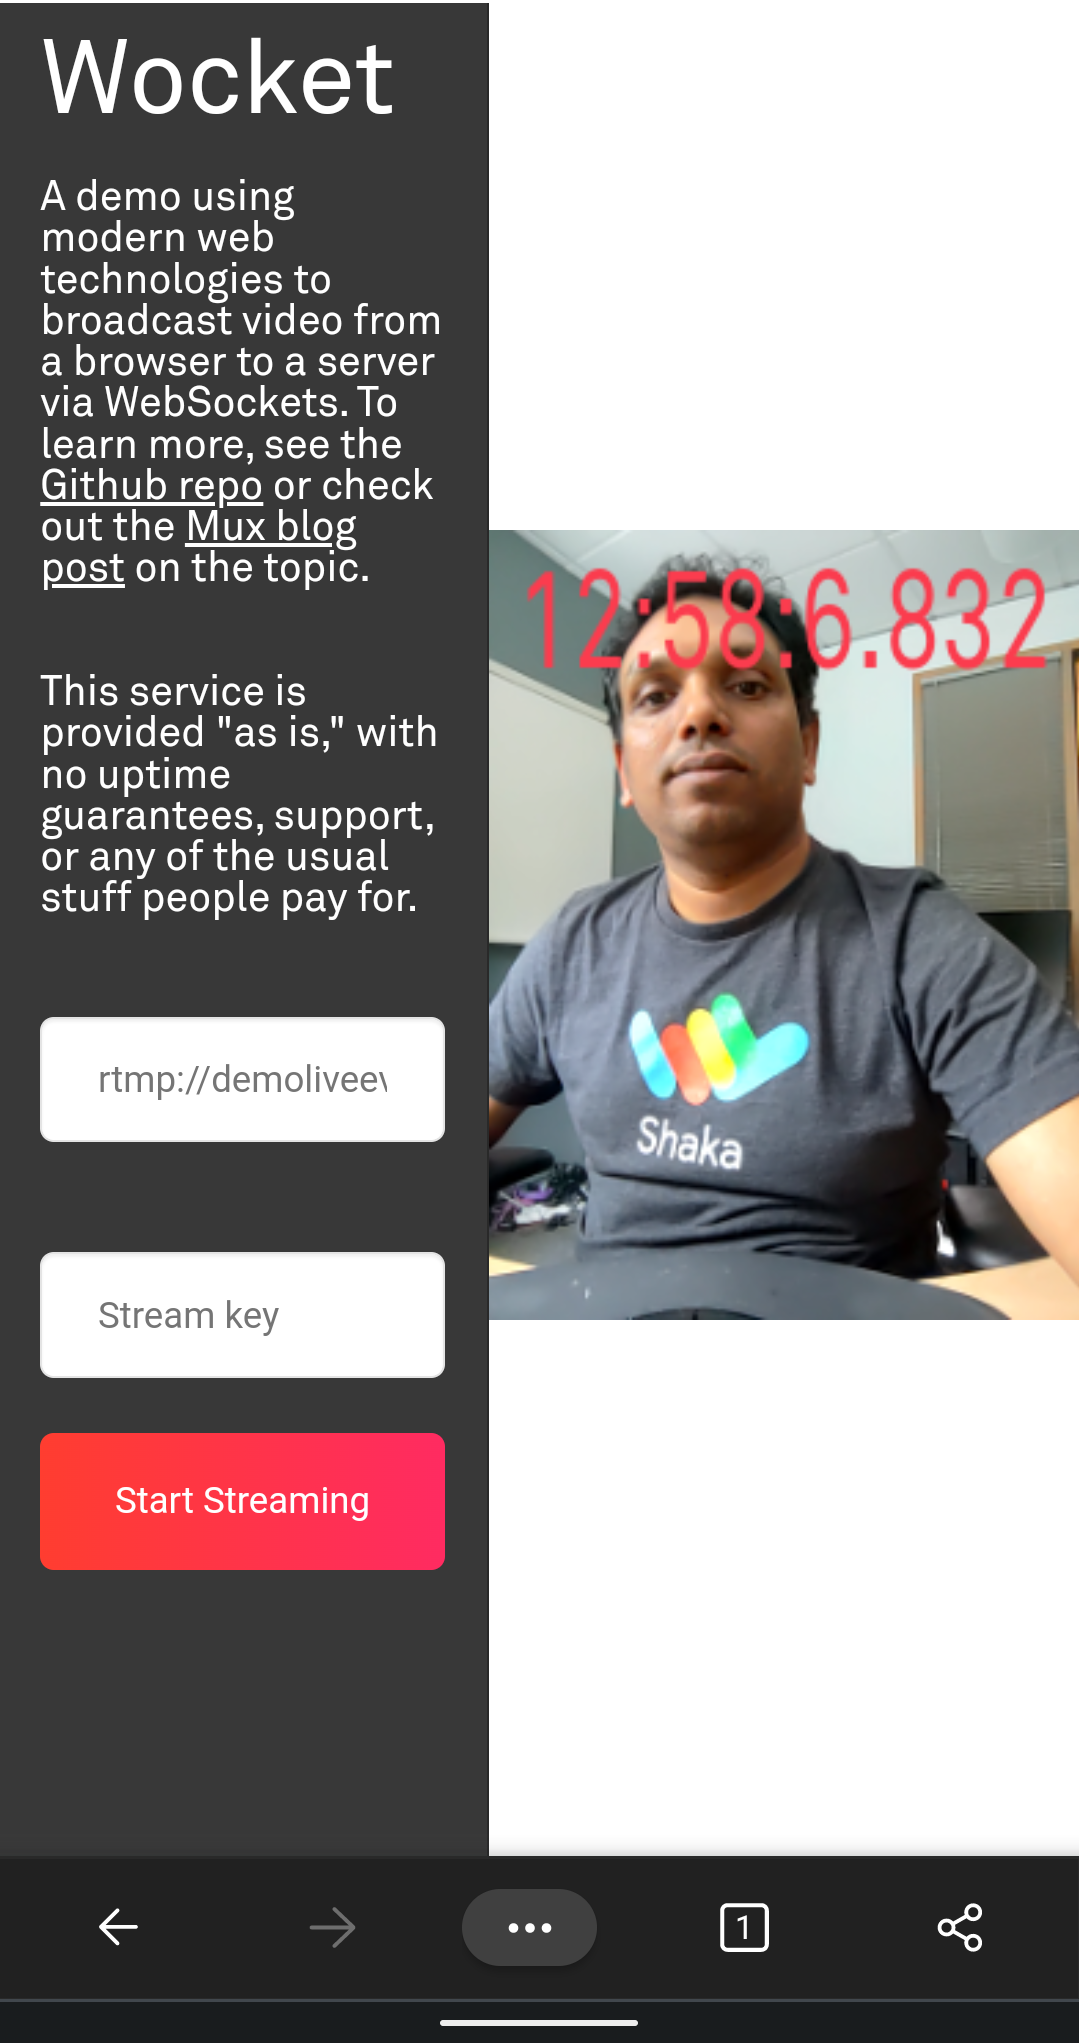 Wocket
A demo using
modern web
technologies to
broadcast video from
a browser to a server
via WebSockets. To
learn more, see the
Github repo or check
out the Mux blog
post on the topic.
This service is
provided "as is," with
no uptime
guarantees, support,
or any of the usual
stuff people pay for.
rtmp://demolivee
Stream key
Start Streaming
12:58:6.832
Shaka
1